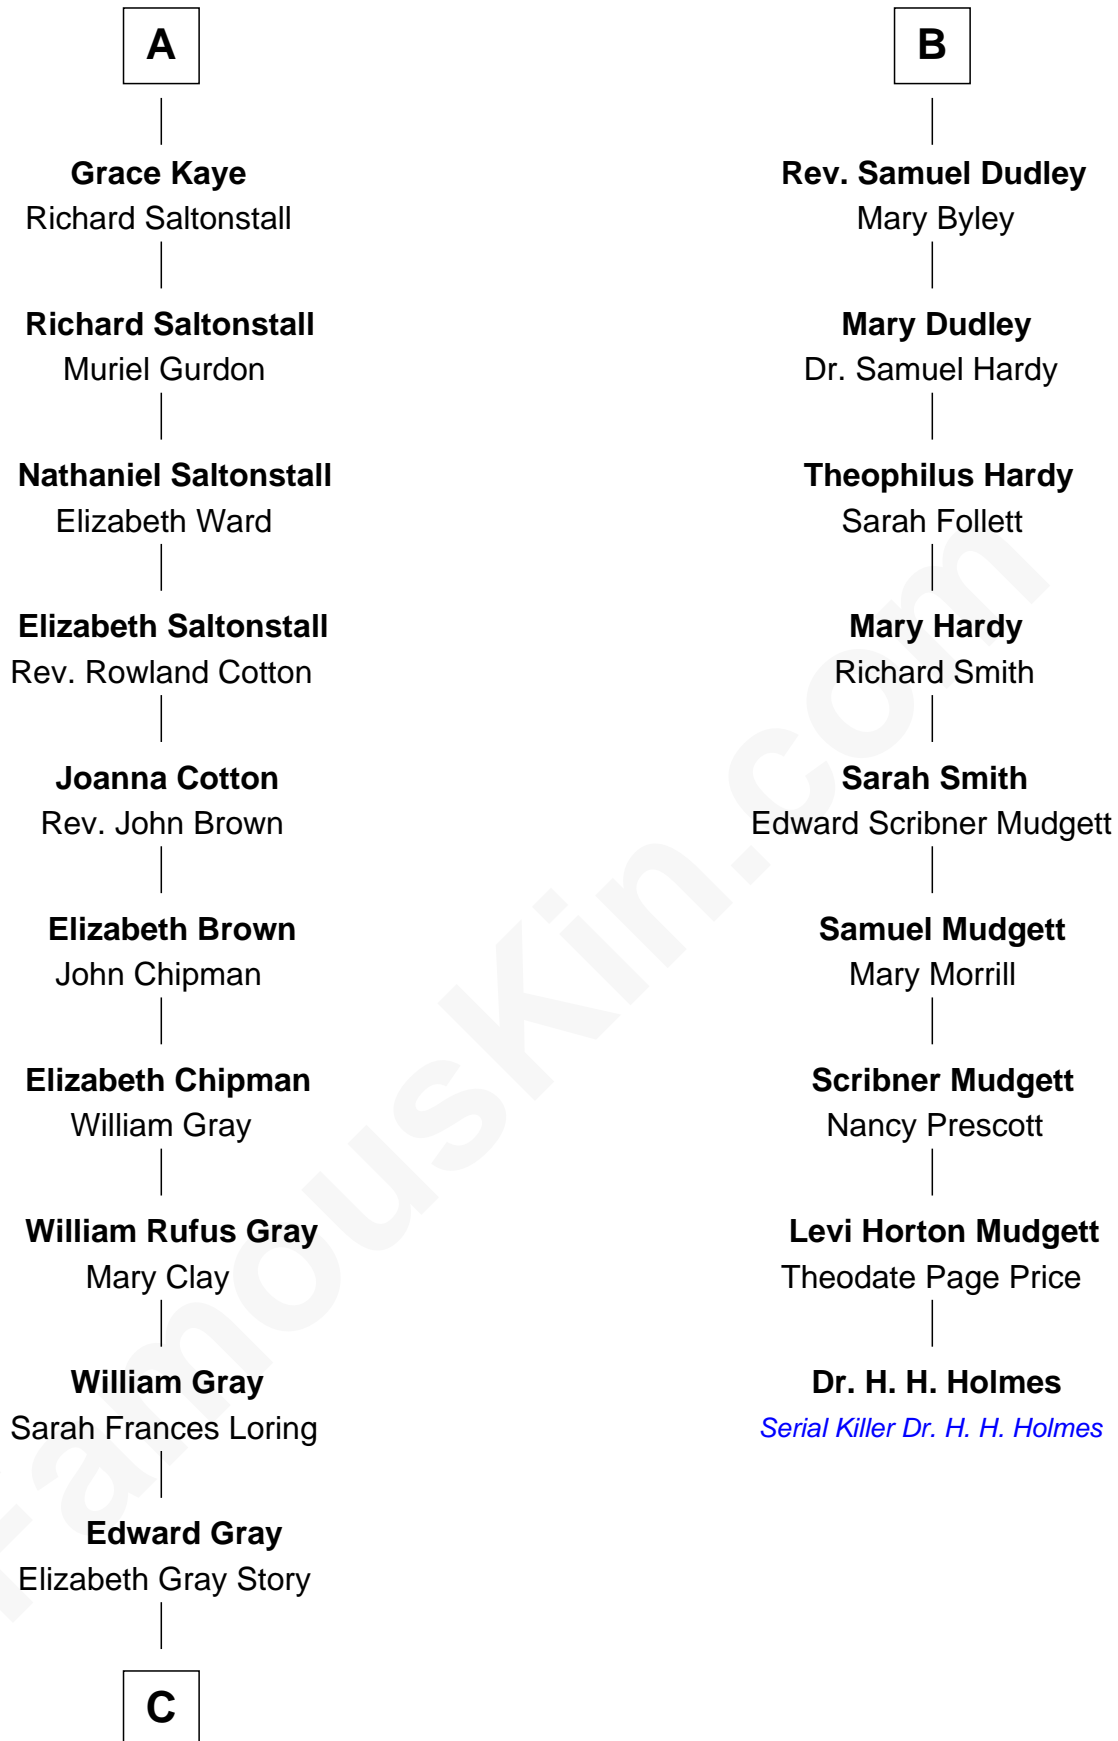 A
Grace Kaye
Richard Saltonstall
Richard Saltonstall
Muriel Gurdon
Nathaniel Saltonstall
Elizabeth Ward
Elizabeth Saltonstall
Rev. Rowland Cotton
Joanna Cotton
Rev. John Brown
Elizabeth Brown
John Chipman
Elizabeth Chipman
William Gray
William Rufus Gray
Mary Clay
William Gray
Sarah Frances Loring
Edward Gray
Elizabeth Gray Story
C
B
Rev. Samuel Dudley
Mary Byley
Mary Dudley
Dr. Samuel Hardy
Theophilus Hardy
Sarah Follett
Mary Hardy
Richard Smith
Sarah Smith
Edward Scribner Mudgett
Samuel Mudgett
Mary Morrill
Scribner Mudgett
Nancy Prescott
Levi Horton Mudgett
Theodate Page Price
Dr. H. H. Holmes
Serial Killer Dr. H. H. Holmes
FamousKin.com